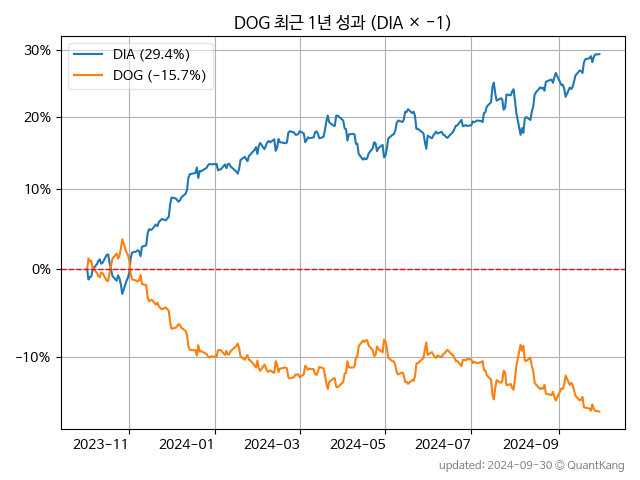 DOG 최근 1년 성과 (DIA × −1)
DIA (29.4%)
DOG (−15.7%)
30%
20%
10%
0%
−10%
2023-11
2024-01
2024-03
2024-05
2024-07
2024-09
updated: 2024-09-30 © QuantKang